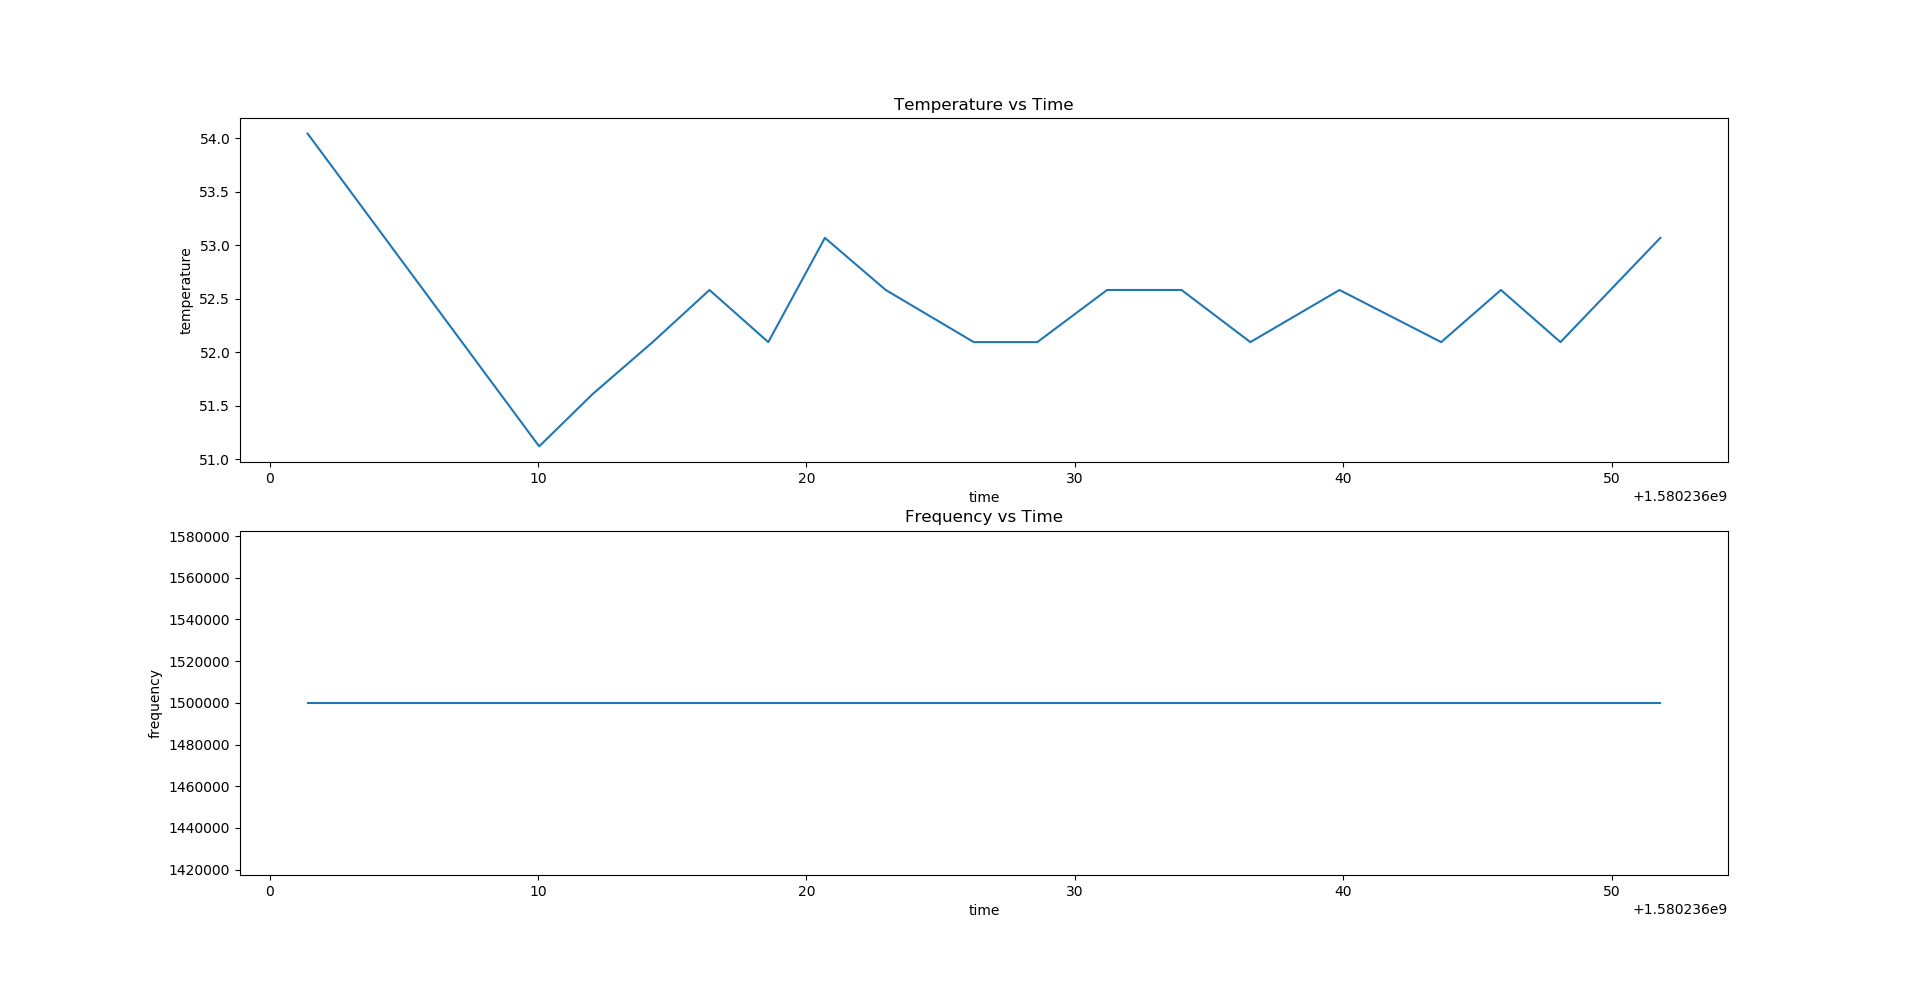 Temperature vs Time
54.0
53.5
53.0
52.5
52.0
51.5
51.0
temperature
0 10 20 30 40 50
time
+1.580236e9
Frequency vs Time
1580000
1560000
1540000
1520000
1500000
1480000
1460000
1440000
1420000
frequency
0 10 20 30 40 50
time
+1.580236e9